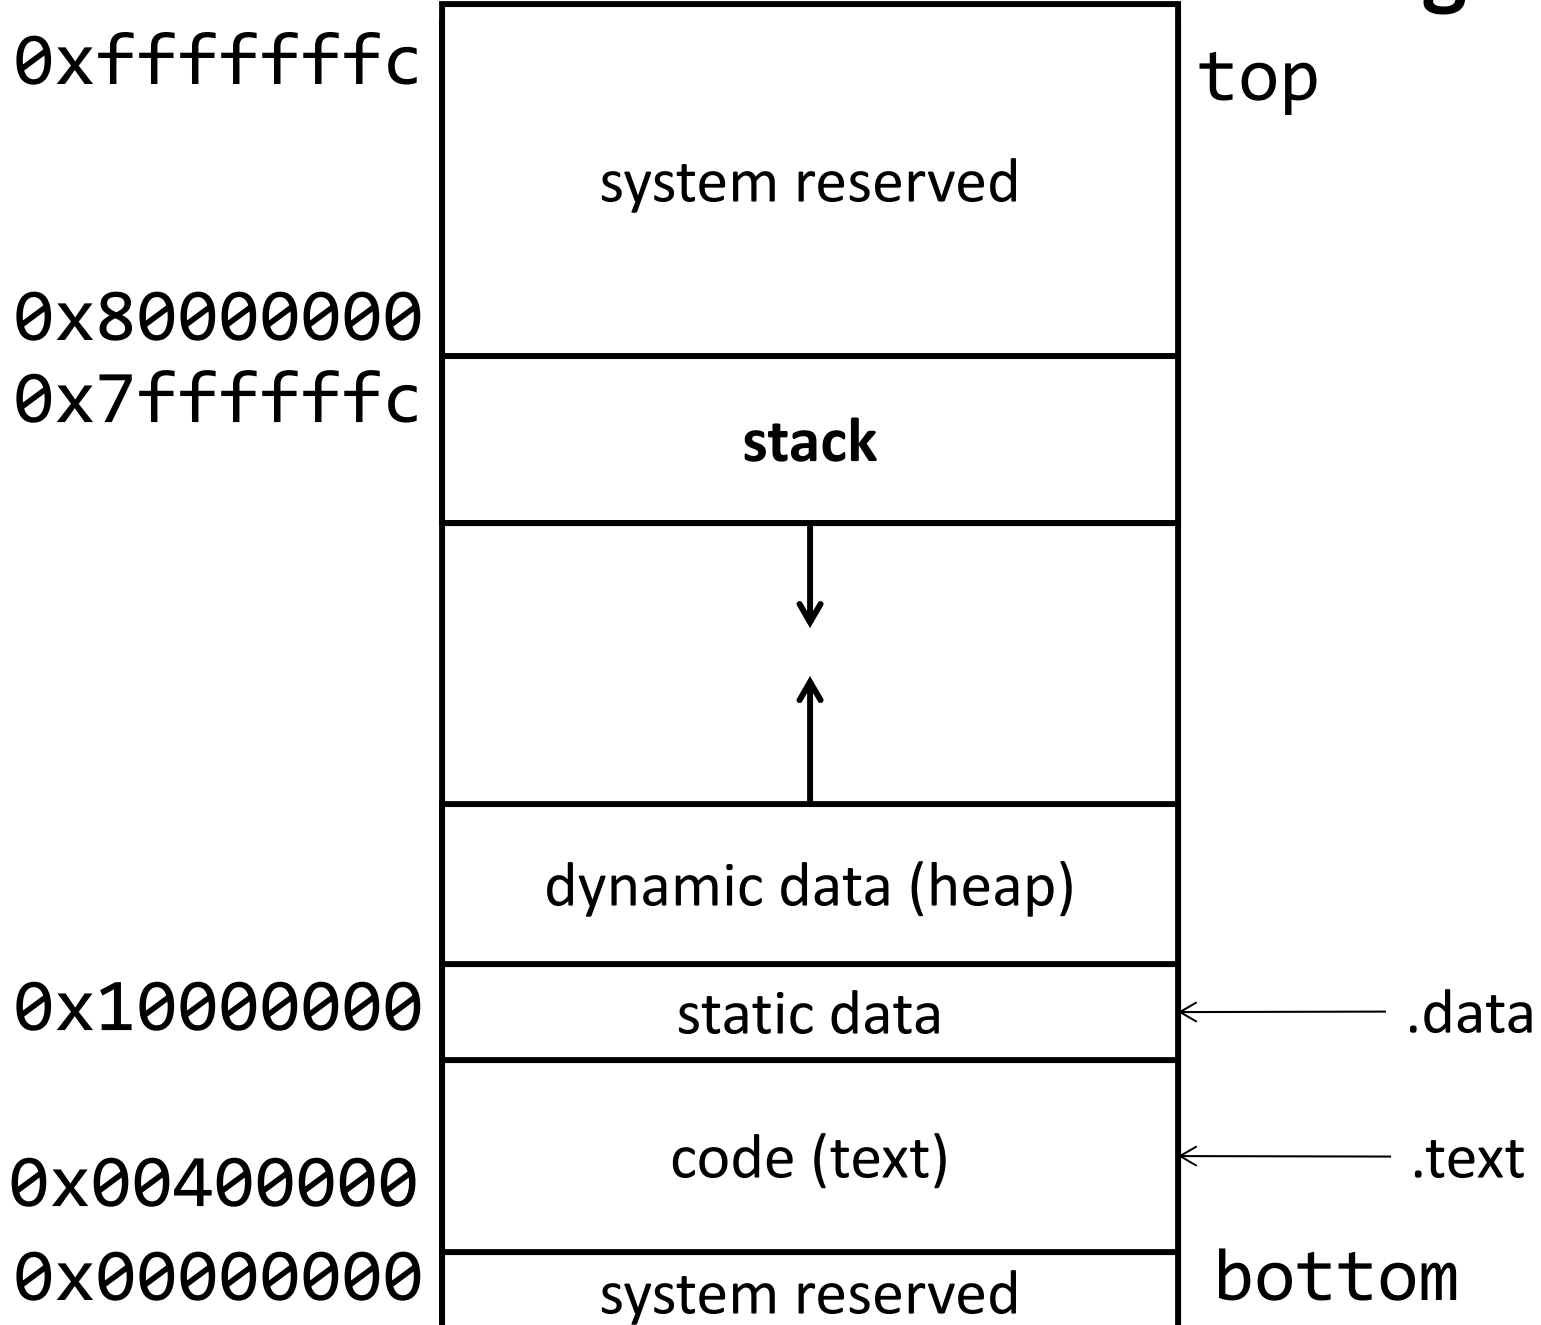 0xfffffffc
top
system reserved
0x80000000
0x7ffffffc
stack
dynamic data (heap)
0x10000000
static data
.data
code (text)
.text
0x00400000
0x00000000
system reserved
bottom